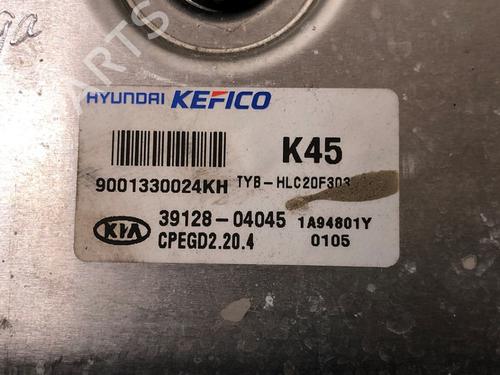 HYUNDAI KEFICO
K45
9001330024KH TYB-HLC20F303
KIA 39128-04045 1A94801Y
CPEGD2.20.4 0105